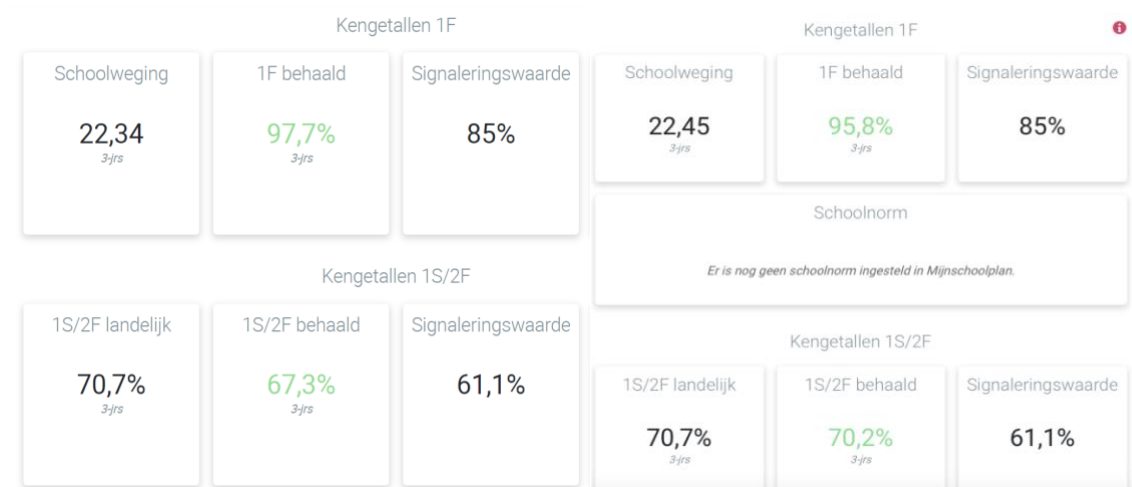 Kengetallen 1F
Schoolweging
22,34
3-jrs
1F behaald
97,7%
3-jrs
Signaleringswaarde
85%
Kengetallen 1S/2F
1S/2F landelijk
70,7%
3-jrs
1S/2F behaald
67,3%
3-jrs
Signaleringswaarde
61,1%
Kengetallen 1F
Schoolweging
22,45
3-jrs
1F behaald
95,8%
3-jrs
Signaleringswaarde
85%
Schoolnorm
Er is nog geen schoolnorm ingesteld in Mijnschoolplan.
Kengetallen 1S/2F
1S/2F landelijk
70,7%
3-jrs
1S/2F behaald
70,2%
3-jrs
Signaleringswaarde
61,1%